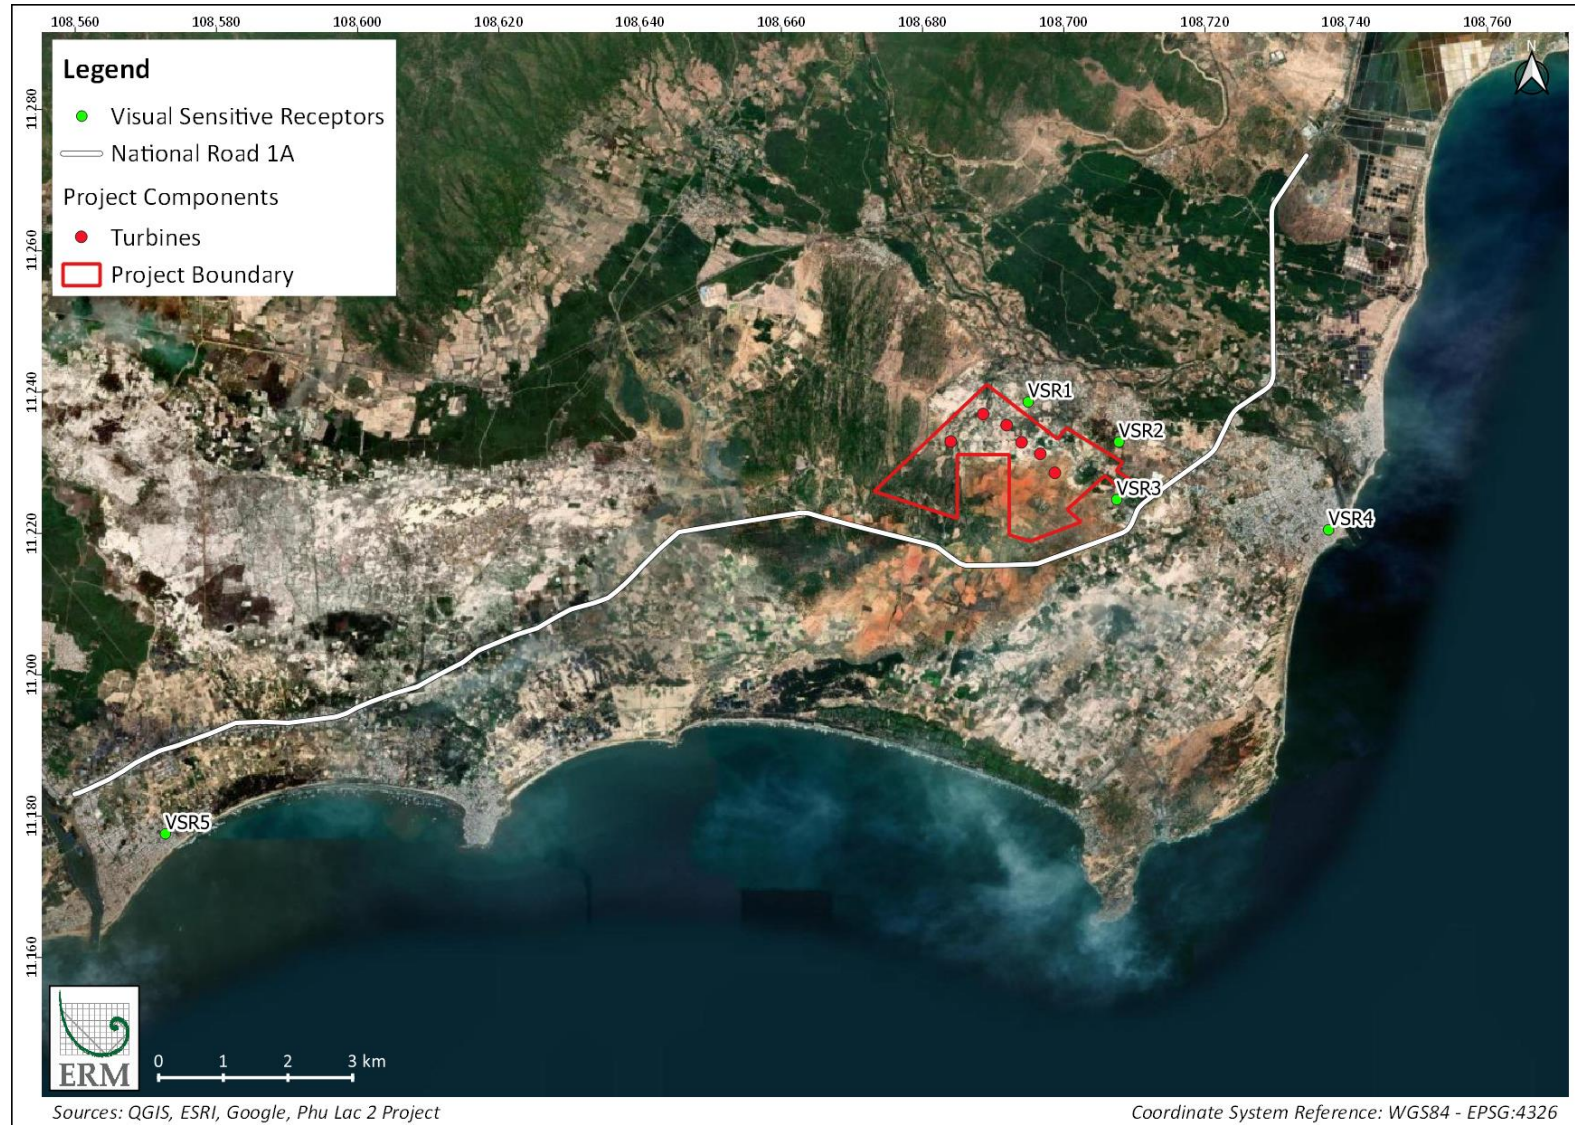 108.560 108.580 108.600 108.620 108.640 108.660 108.680 108.700 108.720 108.740 108.760
N
Legend
Visual Sensitive Receptors
National Road 1A
Project Components
Turbines
Project Boundary
11.280
11.260
11.240
11.220
11.200
11.180
11.160
VSR1
VSR2
VSR3
VSR4
VSR5
ERM
0 1 2 3 km
Sources: QGIS, ESRI, Google, Phu Lac 2 Project
Coordinate System Reference: WGS84 - EPSG:4326